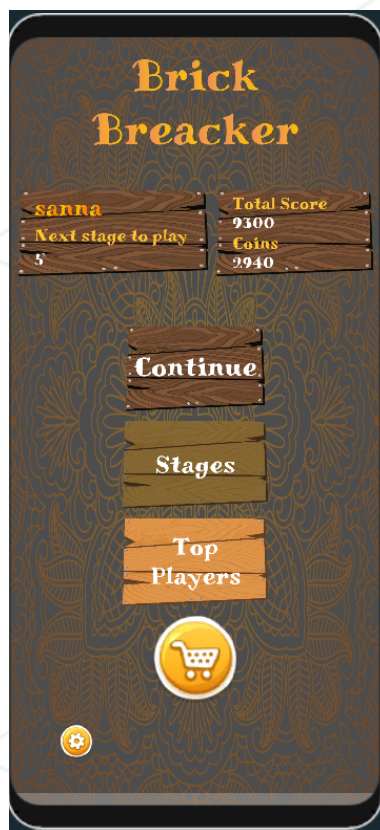 Brick
Breacker
sanna
Next stage to play
5
Total Score
9300
Coins
2940
Continue
Stages
Top
Players